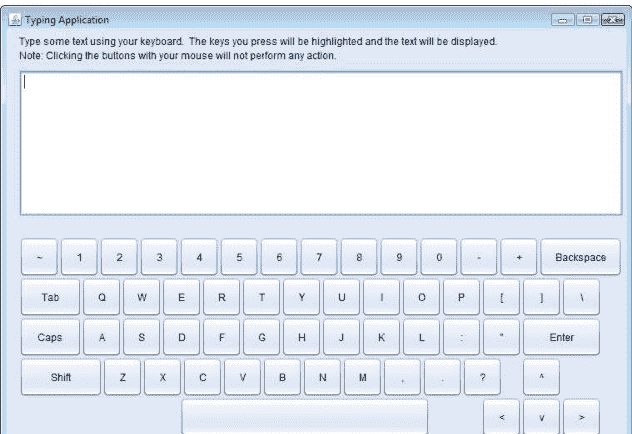 Typing Application
Type some text using your keyboard. The keys you press will be highlighted and the text will be displayed.
Note: Clicking the buttons with your mouse will not perform any action.
~ 1 2 3 4 5 6 7 8 9 0 - + Backspace
Tab Q W E R T Y U I O P [ ] \
Caps A S D F G H J K L : " Enter
Shift Z X C V B N M , . ? ^
< v >